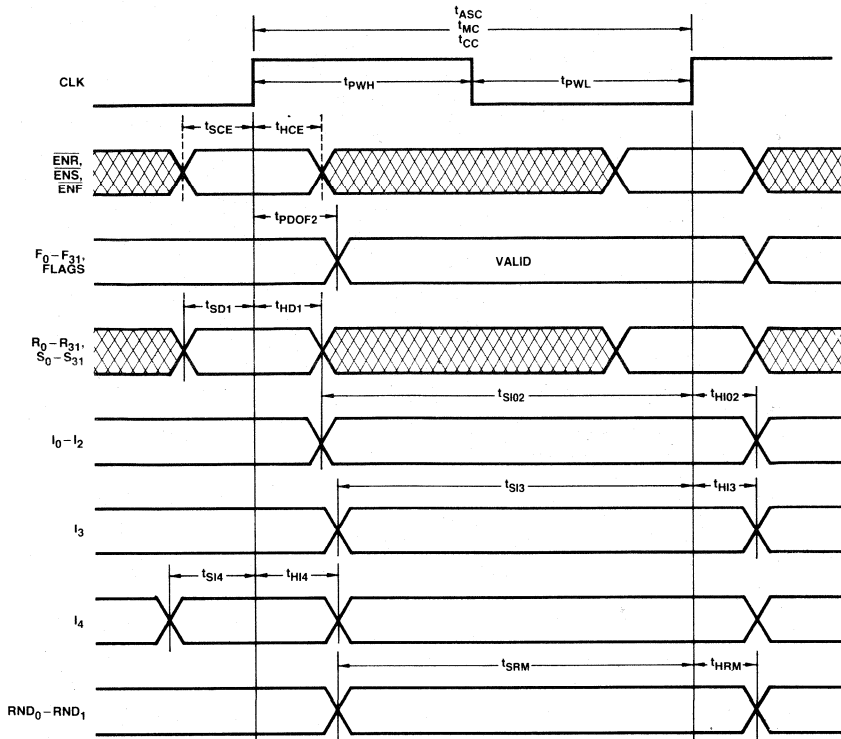 tASC
tMC
tCC
CLK
tPWH
tPWL
tSCE
tHCE
ENR,
ENS,
ENF
tPDOF2
F0–F31,
FLAGS
VALID
tSD1
tHD1
R0–R31,
S0–S31
tSI02
tHI02
I0–I2
tSI3
tHI3
I3
tSI4
tHI4
I4
tSRM
tHRM
RND0–RND1